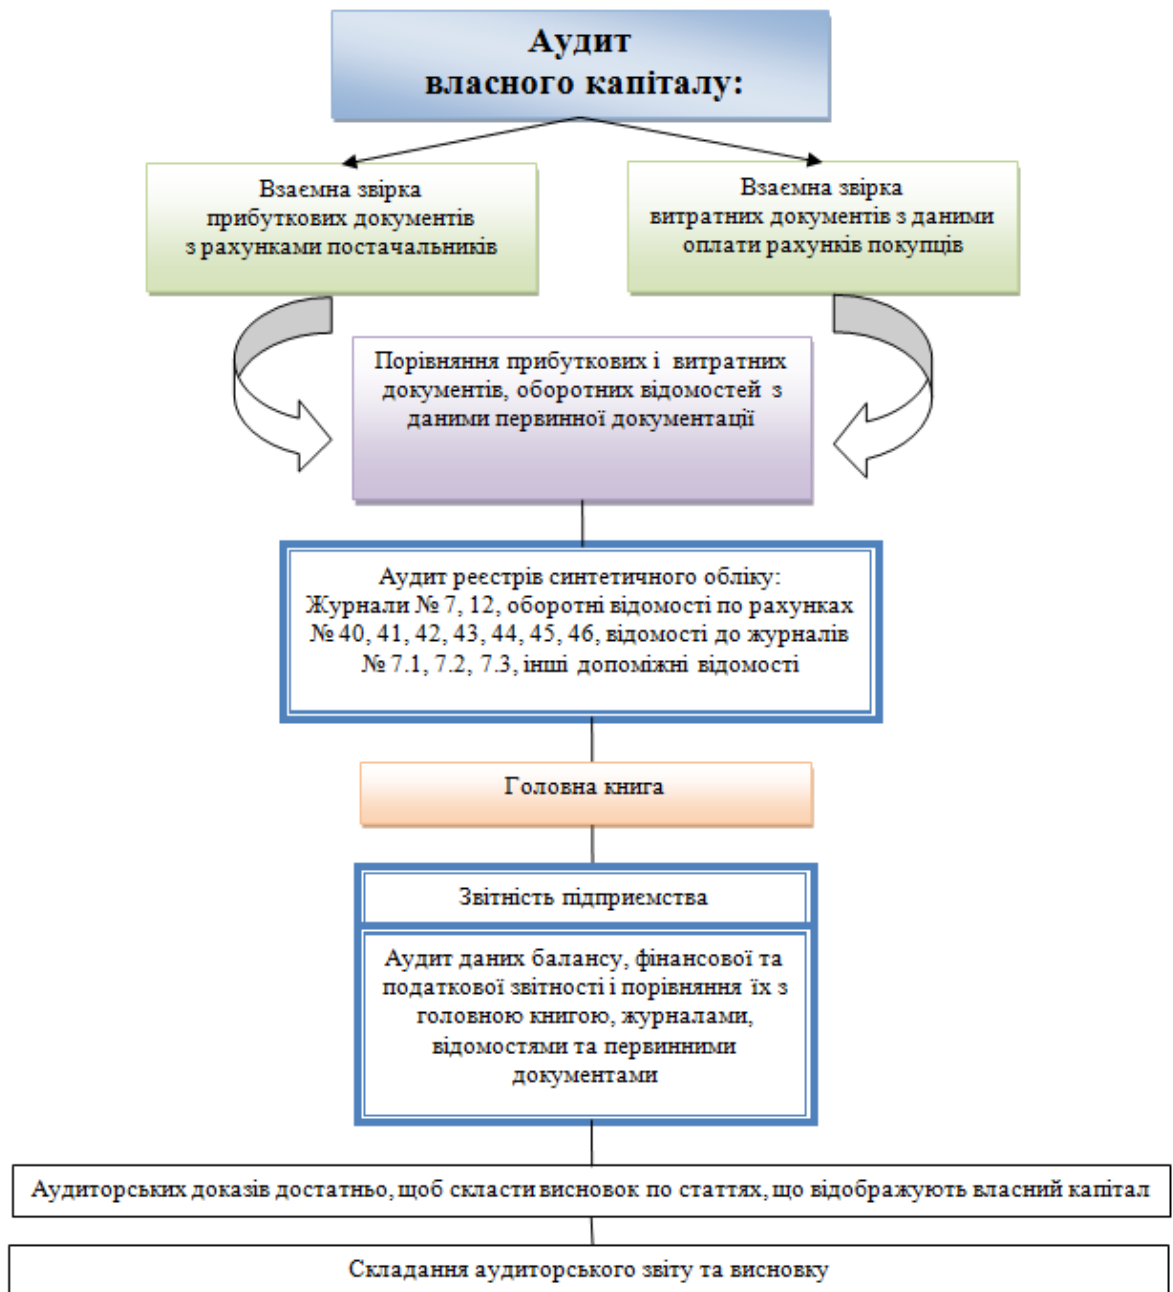 Аудит
власного капіталу:
Взаємна звірка
прибуткових документів
з рахунками постачальників
Взаємна звірка
витратних документів з даними
оплати рахунків покупців
Порівняння прибуткових і витратних
документів, оборотних відомостей з
даними первинної документації
Аудит реєстрів синтетичного обліку:
Журнали № 7, 12, оборотні відомості по рахунках
№ 40, 41, 42, 43, 44, 45, 46, відомості до журналів
№ 7.1, 7.2, 7.3, інші допоміжні відомості
Головна книга
Звітність підприємства
Аудит даних балансу, фінансової та
податкової звітності і порівняння їх з
головною книгою, журналами,
відомостями та первинними
документами
Аудиторських доказів достатньо, щоб скласти висновок по статтях, що відображують власний капітал
Складання аудиторського звіту та висновку